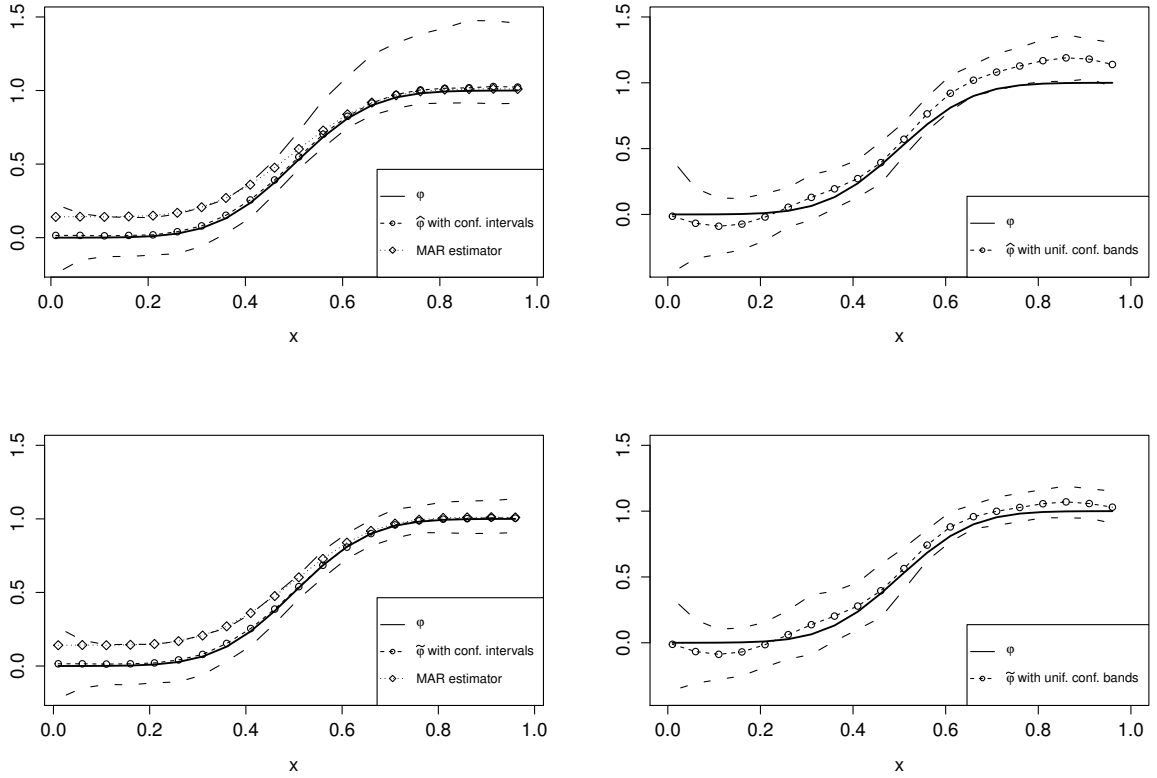 1.5
1.0
0.5
0.0
φ
φ̂ with conf. intervals
MAR estimator
0.0 0.2 0.4 0.6 0.8 1.0
x
1.5
1.0
0.5
0.0
φ
φ̂ with unif. conf. bands
0.0 0.2 0.4 0.6 0.8 1.0
x
1.5
1.0
0.5
0.0
φ
φ̃ with conf. intervals
MAR estimator
0.0 0.2 0.4 0.6 0.8 1.0
x
1.5
1.0
0.5
0.0
φ
φ̃ with unif. conf. bands
0.0 0.2 0.4 0.6 0.8 1.0
x